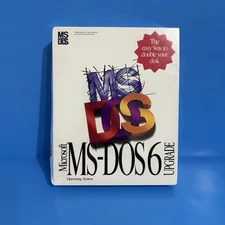 MS
DOS
The
easy way to
double your
disk
MS
DOS
Microsoft
MS-DOS 6
UPGRADE
Operating System